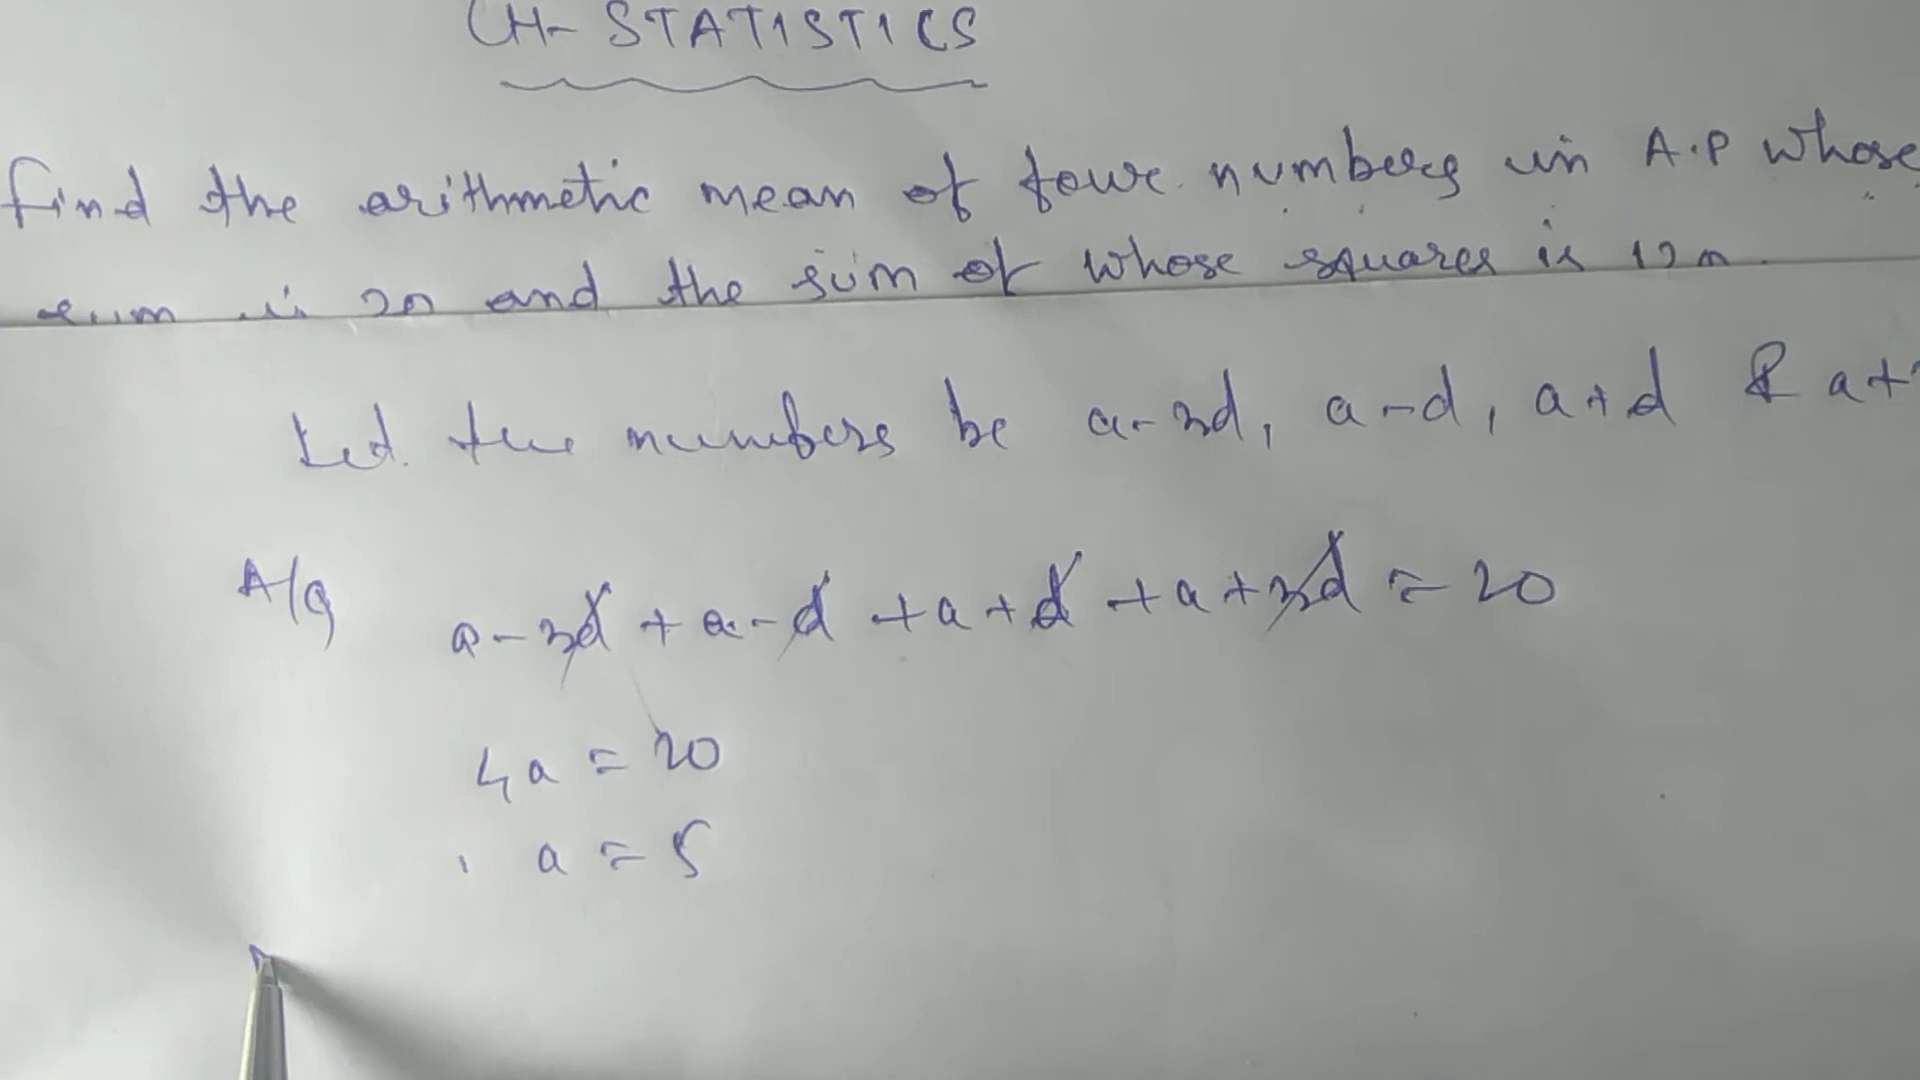 CH- STATISTICS
find the arithmetic mean of four numbers in A.P whose
sum is 20 and the sum of whose squares is 120.
Let the numbers be a-3d, a-d, a+d & a+
A/Q a-3d + a-d + a+d + a+3d = 20
4a = 20
a = 5